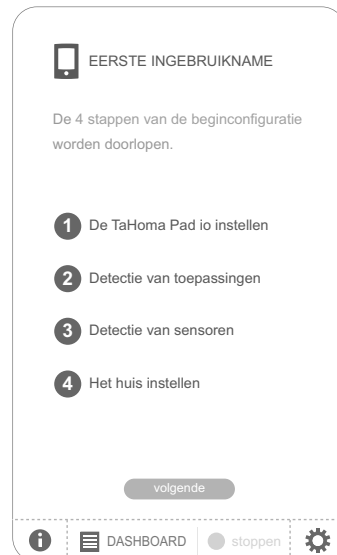 EERSTE INGEBRUIKNAME
De 4 stappen van de beginconfiguratie
worden doorlopen.
1 De TaHoma Pad io instellen
2 Detectie van toepassingen
3 Detectie van sensoren
4 Het huis instellen
volgende
i DASHBOARD stoppen